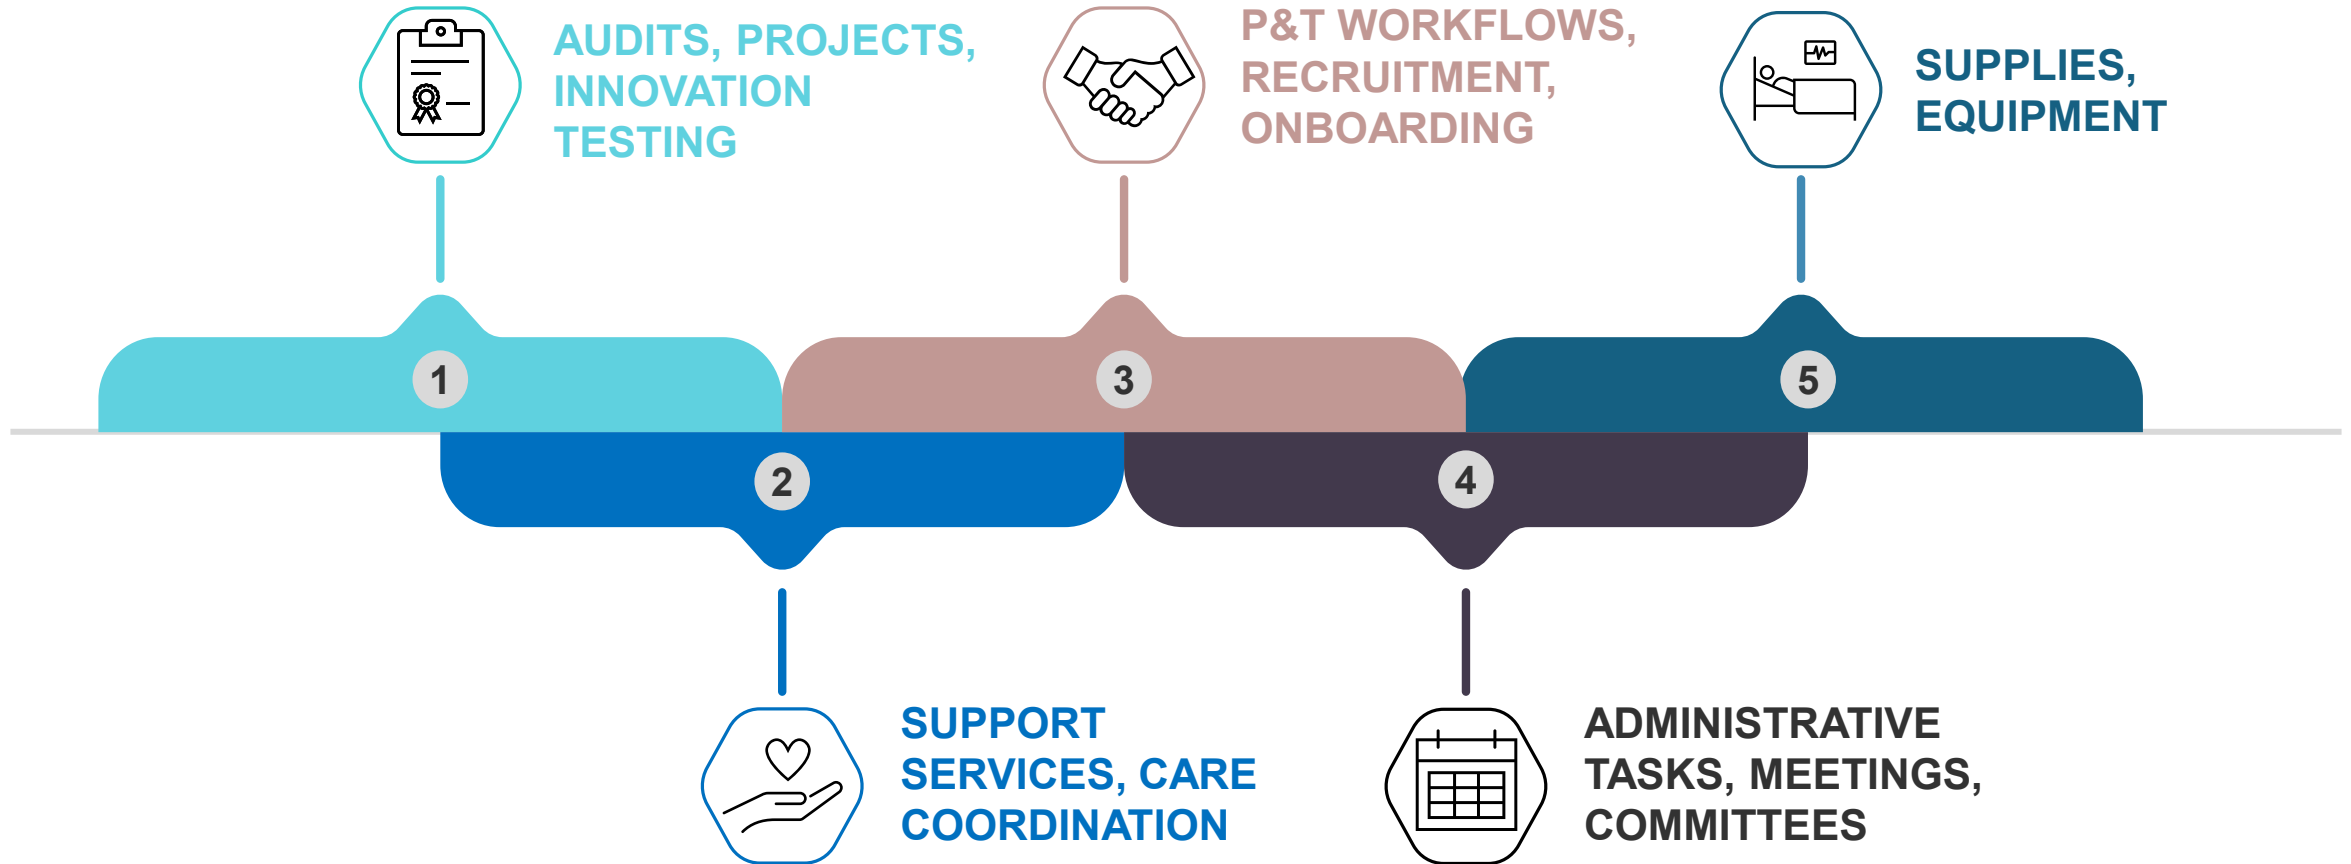 AUDITS, PROJECTS,
INNOVATION
TESTING
P&T WORKFLOWS,
RECRUITMENT,
ONBOARDING
SUPPLIES,
EQUIPMENT
1
3
5
2
4
SUPPORT
SERVICES, CARE
COORDINATION
ADMINISTRATIVE
TASKS, MEETINGS,
COMMITTEES